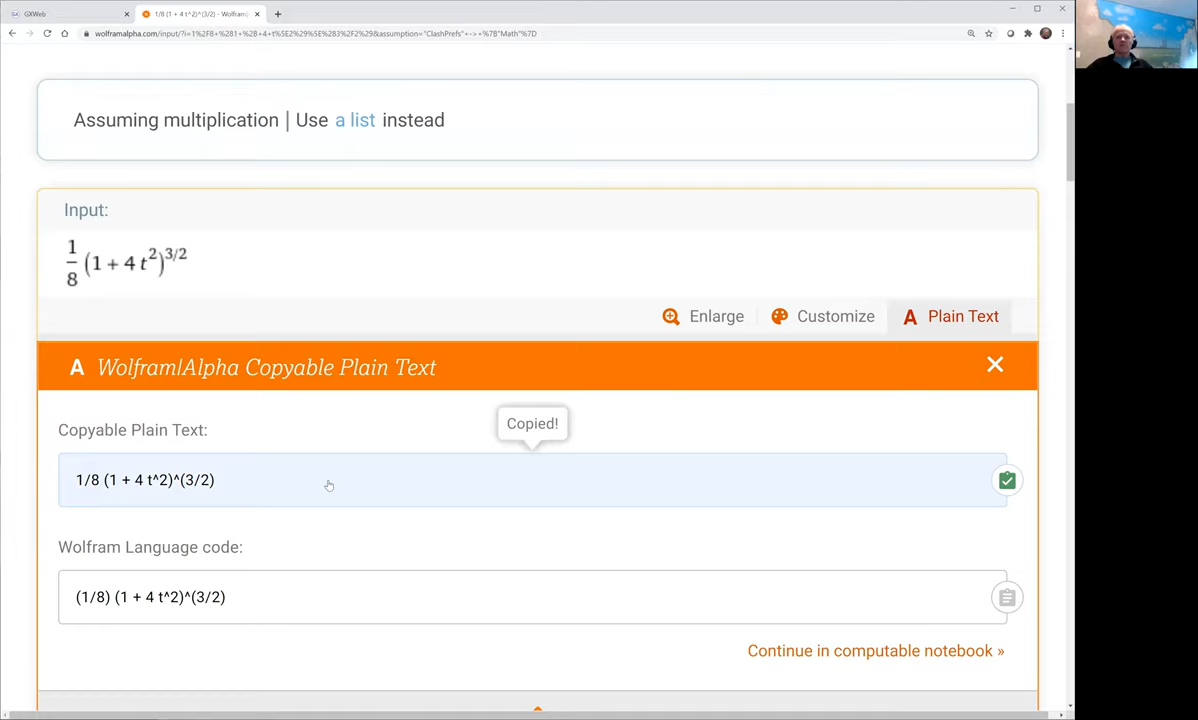 GXWeb
1/8 (1 + 4 t^2)^(3/2) - Wolfram|
wolframalpha.com/input/?i=1%2F8+%281+%2B+4+t%5E2%29%5E%283%2F2%29&assumption="ClashPrefs"+->+%7B"Math"%7D
Assuming multiplication | Use a list instead
Input:
1/8 (1 + 4 t²)^3/2
Enlarge Customize A Plain Text
A Wolfram|Alpha Copyable Plain Text
Copied!
Copyable Plain Text:
1/8 (1 + 4 t^2)^(3/2)
Wolfram Language code:
(1/8) (1 + 4 t^2)^(3/2)
Continue in computable notebook »